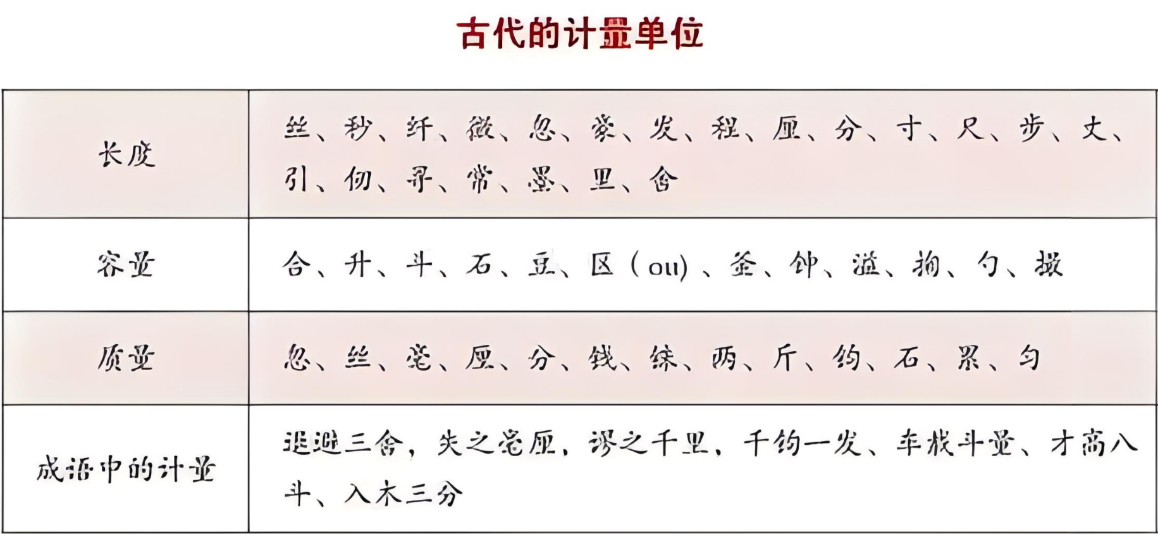 古代的计量单位
长度
丝、秒、纤、微、忽、豪、发、程、厘、分、寸、尺、步、丈、
引、仞、寻、常、墨、里、舍
容量
合、升、斗、石、豆、区（ou)、釜、钟、溢、掬、勺、撮
质量
忽、丝、毫、厘、分、钱、铢、两、斤、钧、石、累、匀
成语中的计量
退避三舍，失之毫厘，谬之千里，千钧一发、车载斗量、才高八
斗、入木三分